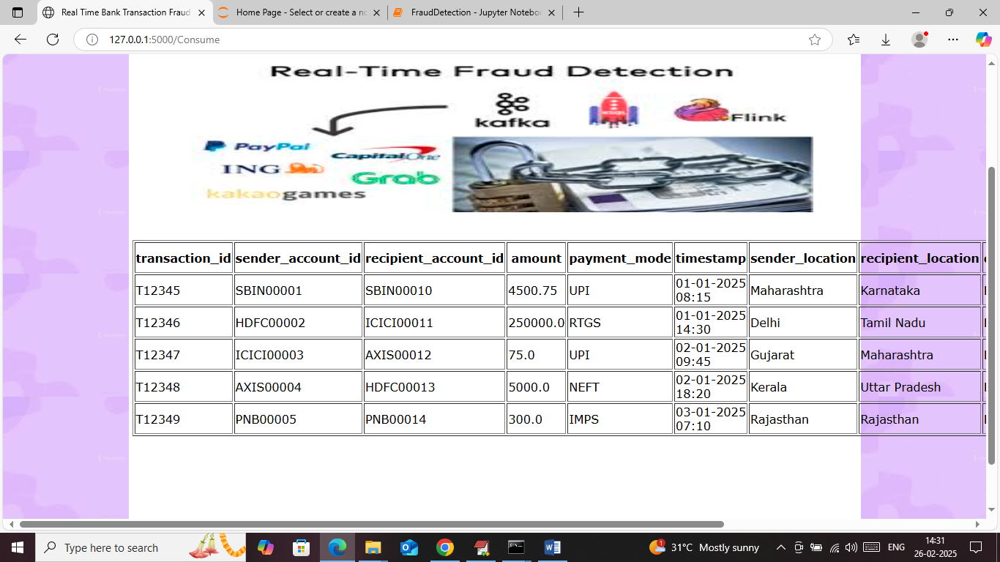 Real Time Bank Transaction Fraud
Home Page - Select or create a no
FraudDetection - Jupyter Notebo
127.0.0.1:5000/Consume
Real-Time Fraud Detection
kafka
Flink
PayPal
Capital One
ING
Grab
kakaogames
transaction_id sender_account_id recipient_account_id amount payment_mode timestamp sender_location recipient_location
T12345 SBIN00001 SBIN00010 4500.75 UPI 01-01-2025 08:15 Maharashtra Karnataka
T12346 HDFC00002 ICICI00011 250000.0 RTGS 01-01-2025 14:30 Delhi Tamil Nadu
T12347 ICICI00003 AXIS00012 75.0 UPI 02-01-2025 09:45 Gujarat Maharashtra
T12348 AXIS00004 HDFC00013 5000.0 NEFT 02-01-2025 18:20 Kerala Uttar Pradesh
T12349 PNB00005 PNB00014 300.0 IMPS 03-01-2025 07:10 Rajasthan Rajasthan
Type here to search
1
31°C Mostly sunny
ENG
14:31
26-02-2025